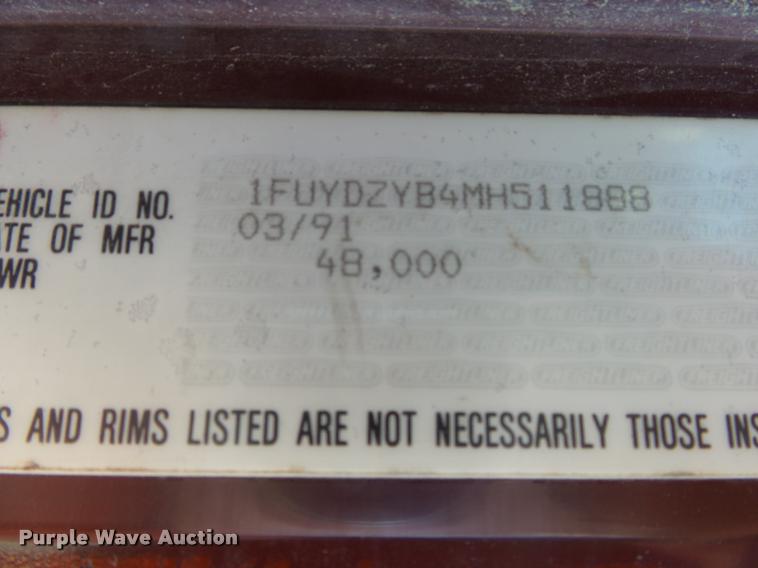 EHICLE ID NO. 1FUYDZYB4MH511888
ATE OF MFR 03/91
WR 48,000
S AND RIMS LISTED ARE NOT NECESSARILY THOSE INS
Purple Wave Auction